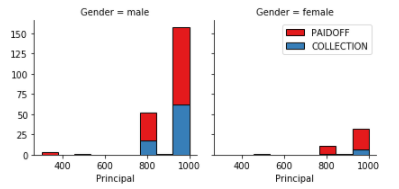 Gender = male
Gender = female
150
125
100
75
50
25
0
PAIDOFF
COLLECTION
400 600 800 1000
400 600 800 1000
Principal
Principal